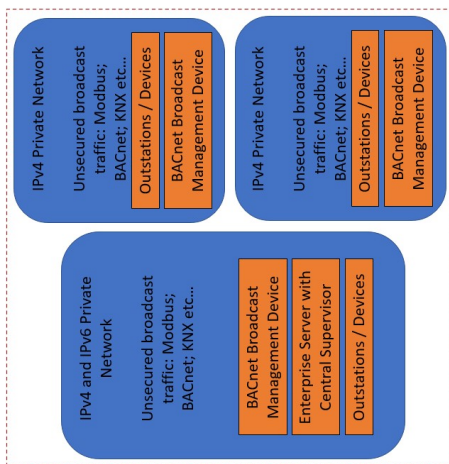 IPv4 and IPv6 Private
Network
Unsecured broadcast
traffic: Modbus;
BACnet; KNX etc...
BACnet Broadcast
Management Device
Enterprise Server with
Central Supervisor
Outstations / Devices
IPv4 Private Network
Unsecured broadcast
traffic: Modbus;
BACnet; KNX etc...
Outstations / Devices
BACnet Broadcast
Management Device
IPv4 Private Network
Unsecured broadcast
traffic: Modbus;
BACnet; KNX etc...
Outstations / Devices
BACnet Broadcast
Management Device